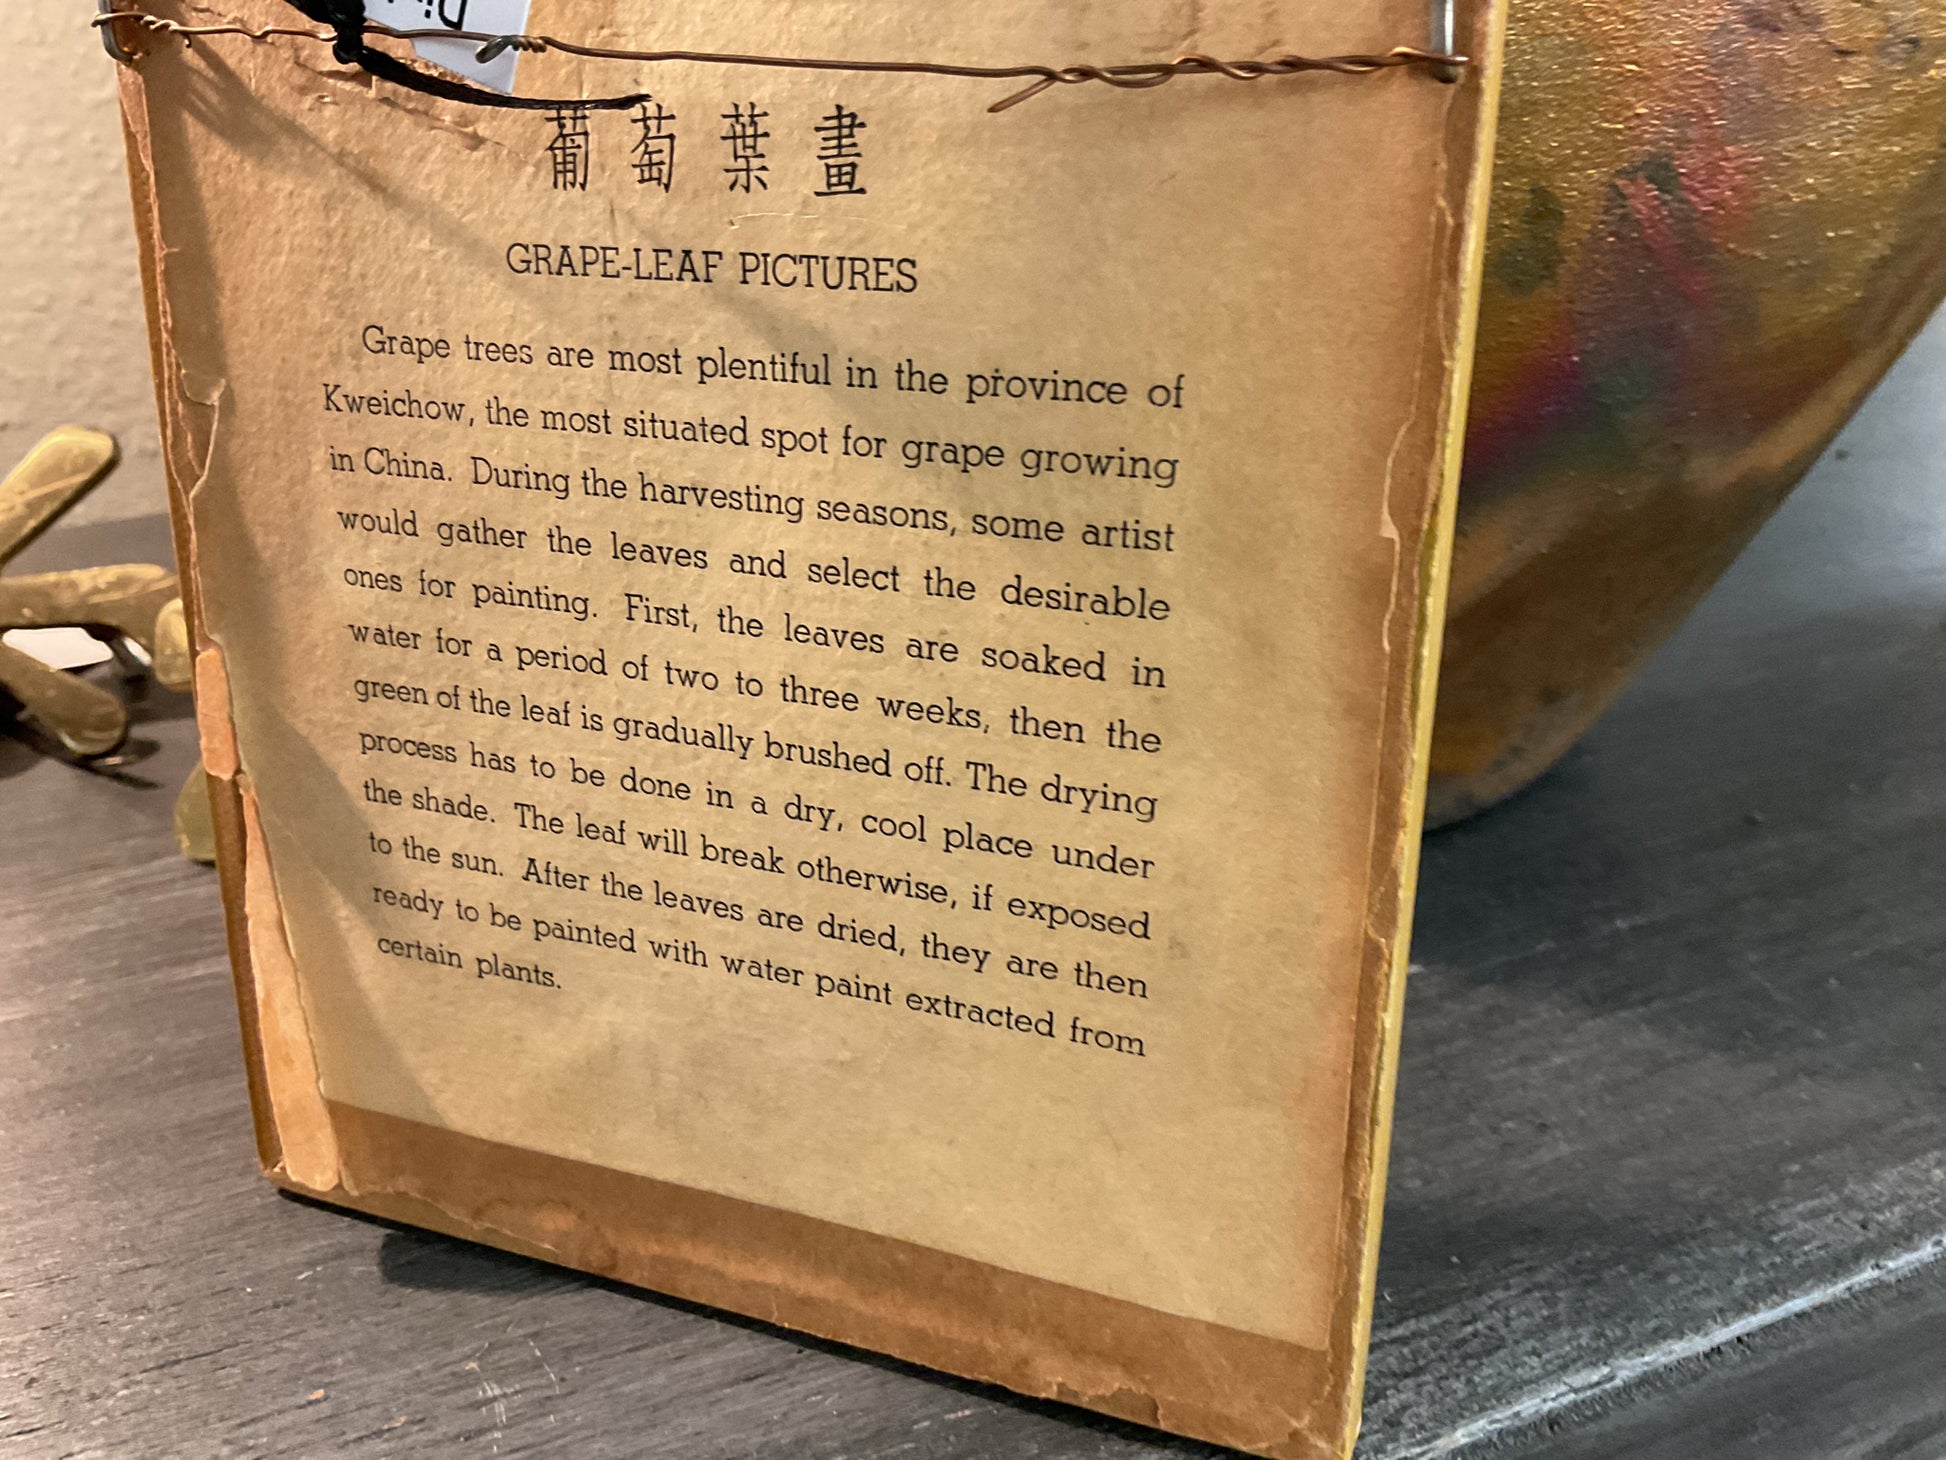 葡萄葉畫
GRAPE-LEAF PICTURES
Grape trees are most plentiful in the province of
Kweichow, the most situated spot for grape growing
in China. During the harvesting seasons, some artist
would gather the leaves and select the desirable
ones for painting. First, the leaves are soaked in
water for a period of two to three weeks, then the
green of the leaf is gradually brushed off. The drying
process has to be done in a dry, cool place under
the shade. The leaf will break otherwise, if exposed
to the sun. After the leaves are dried, they are then
ready to be painted with water paint extracted from
certain plants.